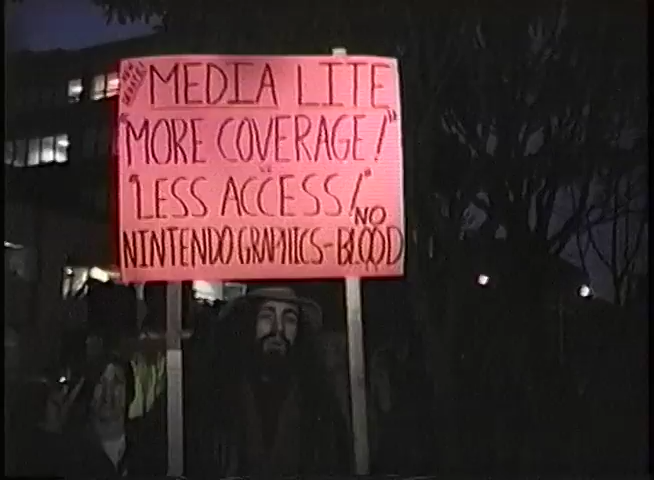 MEDIA LITE
"MORE COVERAGE!"
"LESS ACCESS!"
NO
NINTENDO GRAPHICS-BLOOD